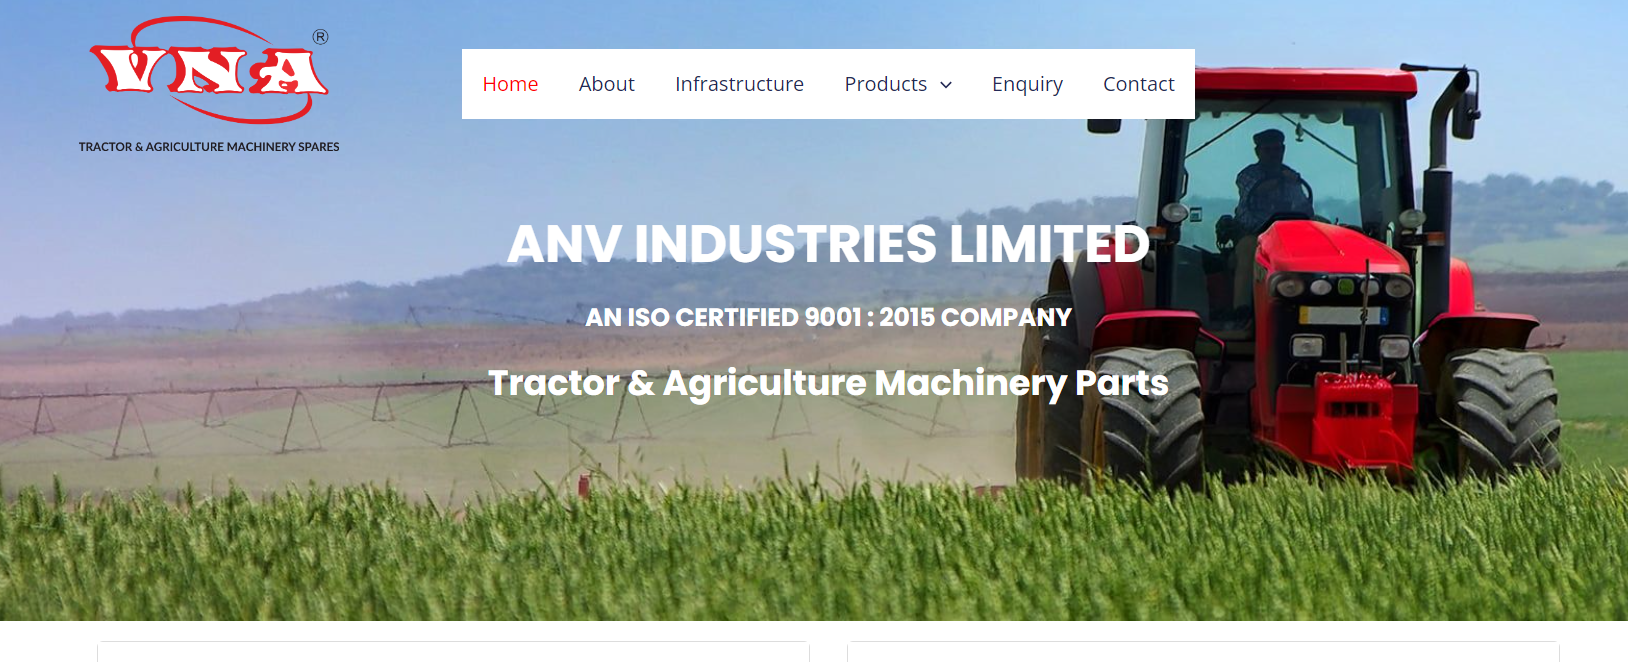 VNA ®
TRACTOR & AGRICULTURE MACHINERY SPARES
Home About Infrastructure Products Enquiry Contact
ANV INDUSTRIES LIMITED
AN ISO CERTIFIED 9001 : 2015 COMPANY
Tractor & Agriculture Machinery Parts